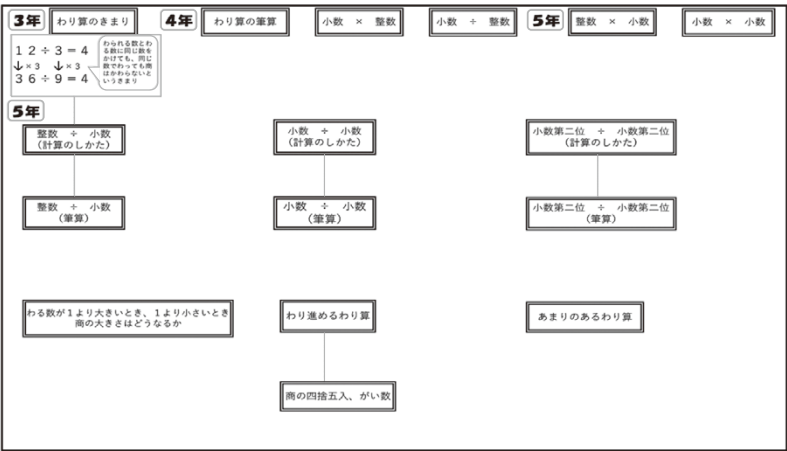 3年 わり算のきまり 4年 わり算の筆算 小数 × 整数 小数 ÷ 整数 5年 整数 × 小数 小数 × 小数
12÷3=4
↓×3 ↓×3
36÷9=4
わられる数とわ
る数に同じ数を
かけても、同じ
数でわっても商
はかわらないと
いうきまり
5年
整数 ÷ 小数
(計算のしかた)
小数 ÷ 小数
(計算のしかた)
小数第二位 ÷ 小数第二位
(計算のしかた)
整数 ÷ 小数
(筆算)
小数 ÷ 小数
(筆算)
小数第二位 ÷ 小数第二位
(筆算)
わる数が1より大きいとき、1より小さいとき
商の大きさはどうなるか
わり進めるわり算
あまりのあるわり算
商の四捨五入、がい数